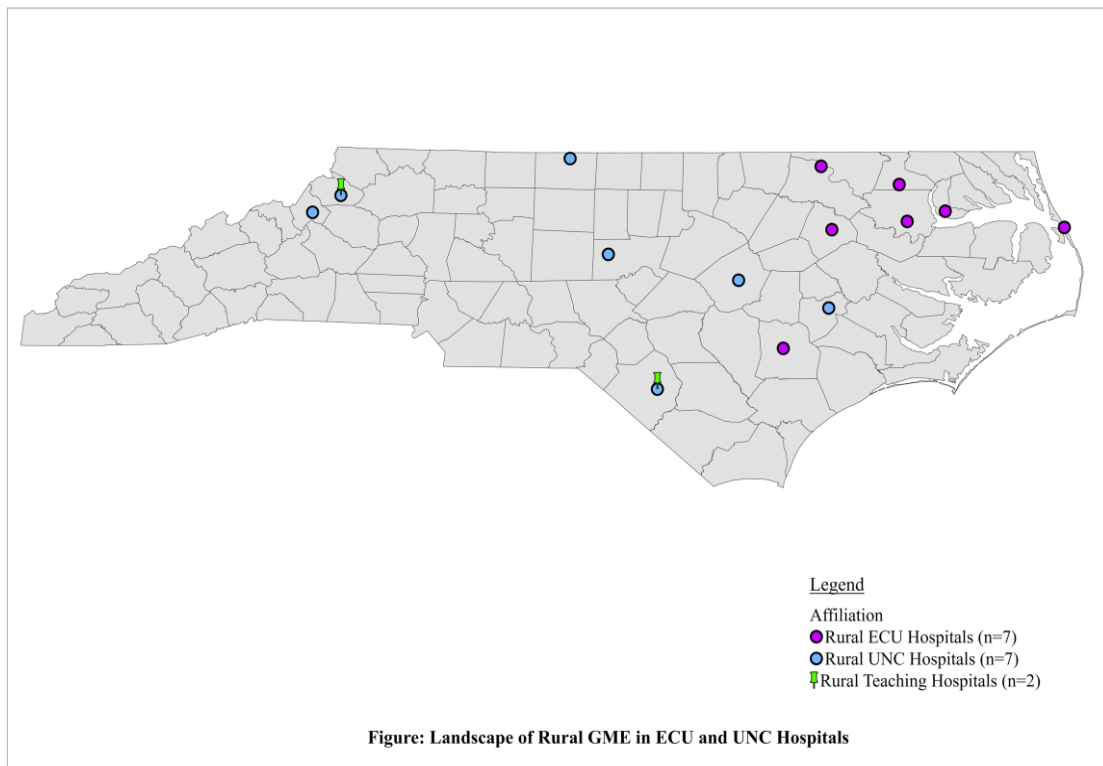 Legend
Affiliation
Rural ECU Hospitals (n=7)
Rural UNC Hospitals (n=7)
Rural Teaching Hospitals (n=2)
Figure: Landscape of Rural GME in ECU and UNC Hospitals